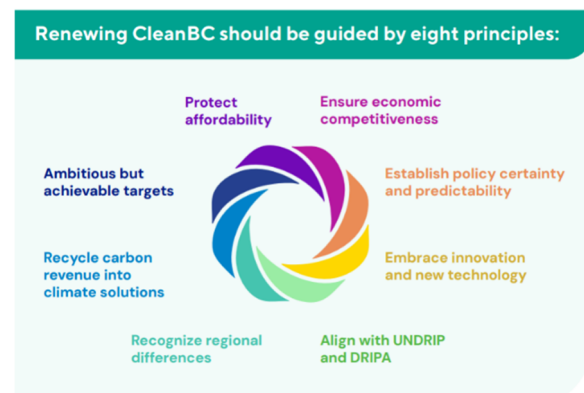 Renewing CleanBC should be guided by eight principles:
Protect
affordability
Ensure economic
competitiveness
Ambitious but
achievable targets
Establish policy certainty
and predictability
Recycle carbon
revenue into
climate solutions
Embrace innovation
and new technology
Recognize regional
differences
Align with UNDRIP
and DRIPA